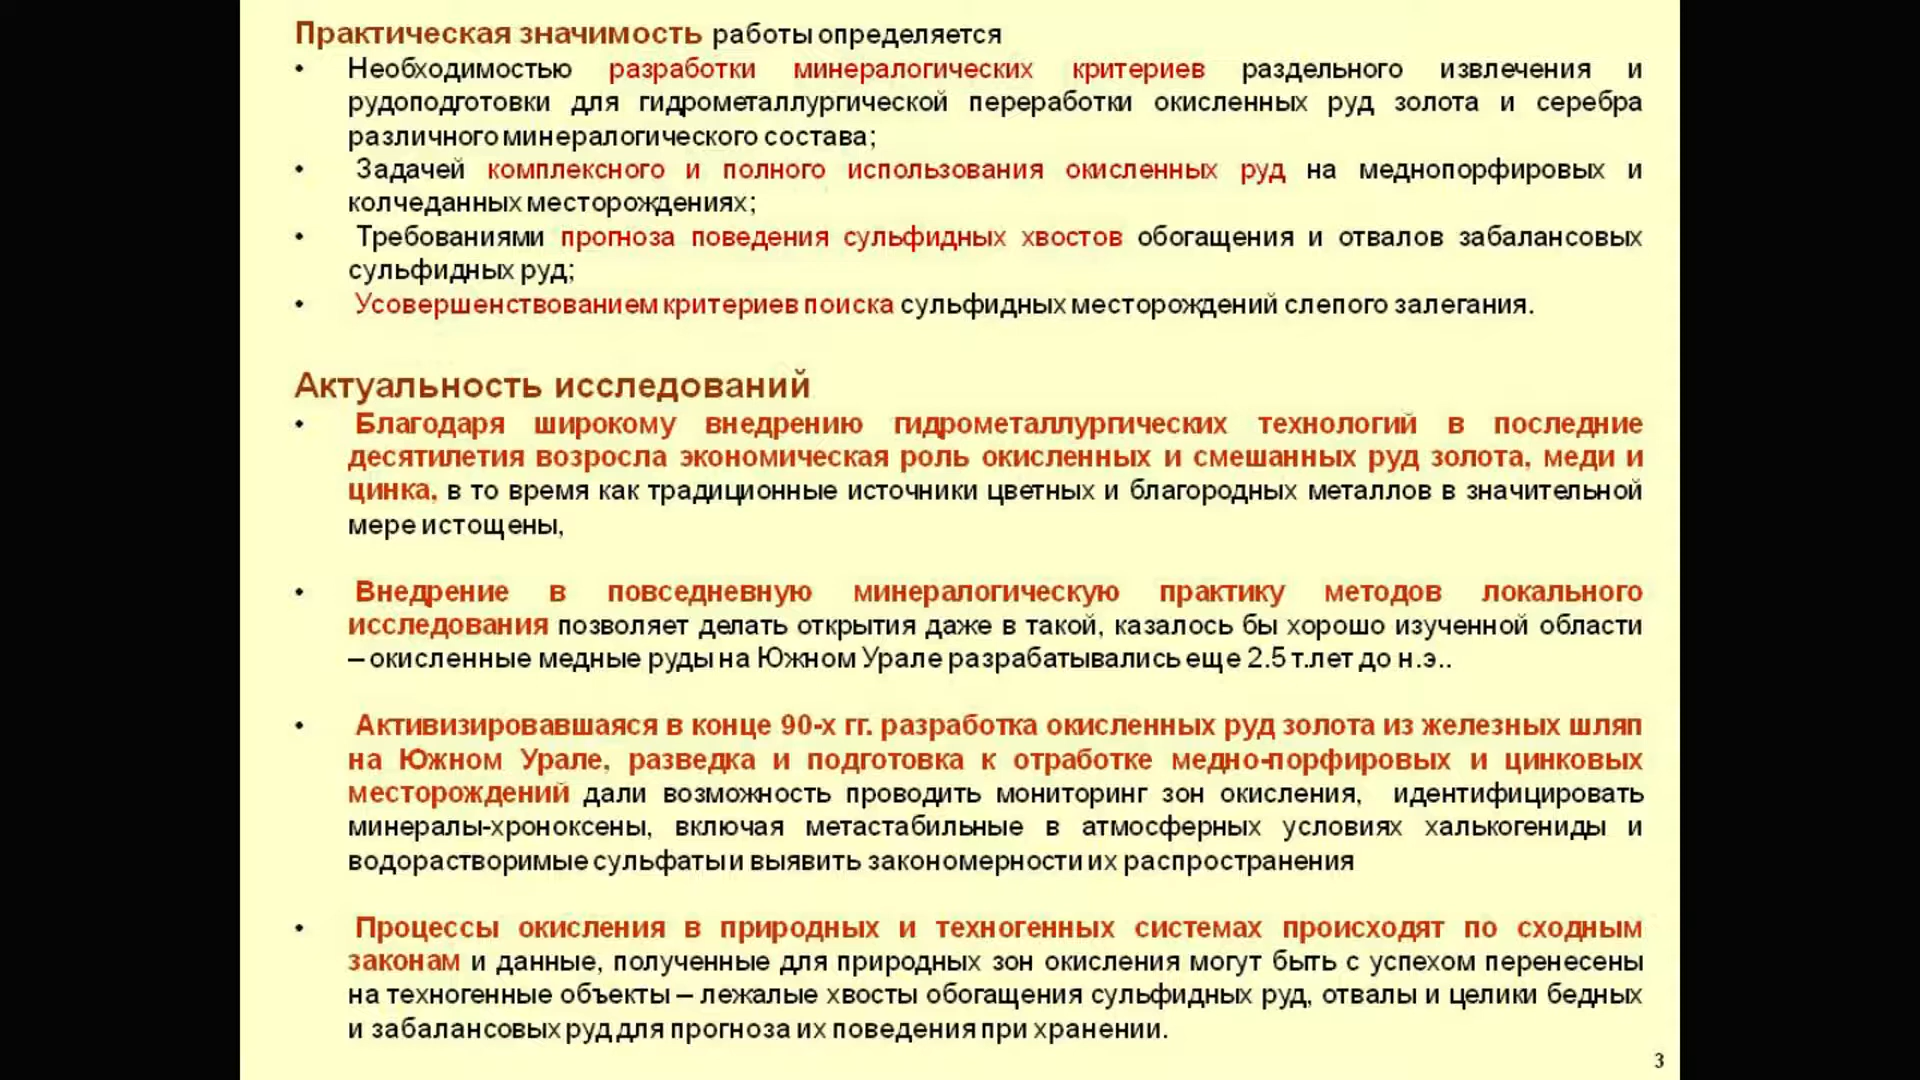 Практическая значимость работы определяется
• Необходимостью разработки минералогических критериев раздельного извлечения и
рудоподготовки для гидрометаллургической переработки окисленных руд золота и серебра
различного минералогического состава;
• Задачей комплексного и полного использования окисленных руд на меднопорфировых и
колчеданных месторождениях;
• Требованиями прогноза поведения сульфидных хвостов обогащения и отвалов забалансовых
сульфидных руд;
• Усовершенствованием критериев поиска сульфидных месторождений слепого залегания.
Актуальность исследований
• Благодаря широкому внедрению гидрометаллургических технологий в последние
десятилетия возросла экономическая роль окисленных и смешанных руд золота, меди и
цинка, в то время как традиционные источники цветных и благородных металлов в значительной
мере истощены,
• Внедрение в повседневную минералогическую практику методов локального
исследования позволяет делать открытия даже в такой, казалось бы хорошо изученной области
– окисленные медные руды на Южном Урале разрабатывались еще 2.5 т.лет до н.э..
• Активизировавшаяся в конце 90-х гг. разработка окисленных руд золота из железных шляп
на Южном Урале, разведка и подготовка к отработке медно-порфировых и цинковых
месторождений дали возможность проводить мониторинг зон окисления, идентифицировать
минералы-хроноксены, включая метастабильные в атмосферных условиях халькогениды и
водорастворимые сульфаты и выявить закономерности их распространения
• Процессы окисления в природных и техногенных системах происходят по сходным
законам и данные, полученные для природных зон окисления могут быть с успехом перенесены
на техногенные объекты – лежалые хвосты обогащения сульфидных руд, отвалы и целики бедных
и забалансовых руд для прогноза их поведения при хранении.
3